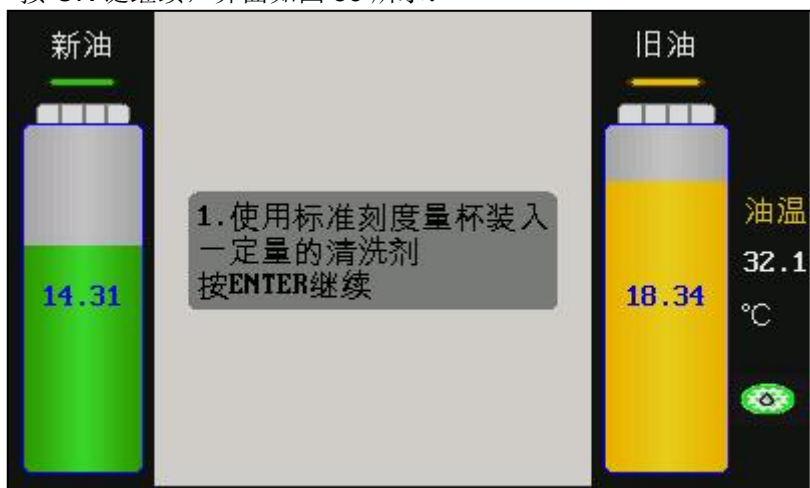 新油
旧油
1.使用标准刻度量杯装入
一定量的清洗剂
按ENTER继续
14.31
18.34
油温
32.1
℃